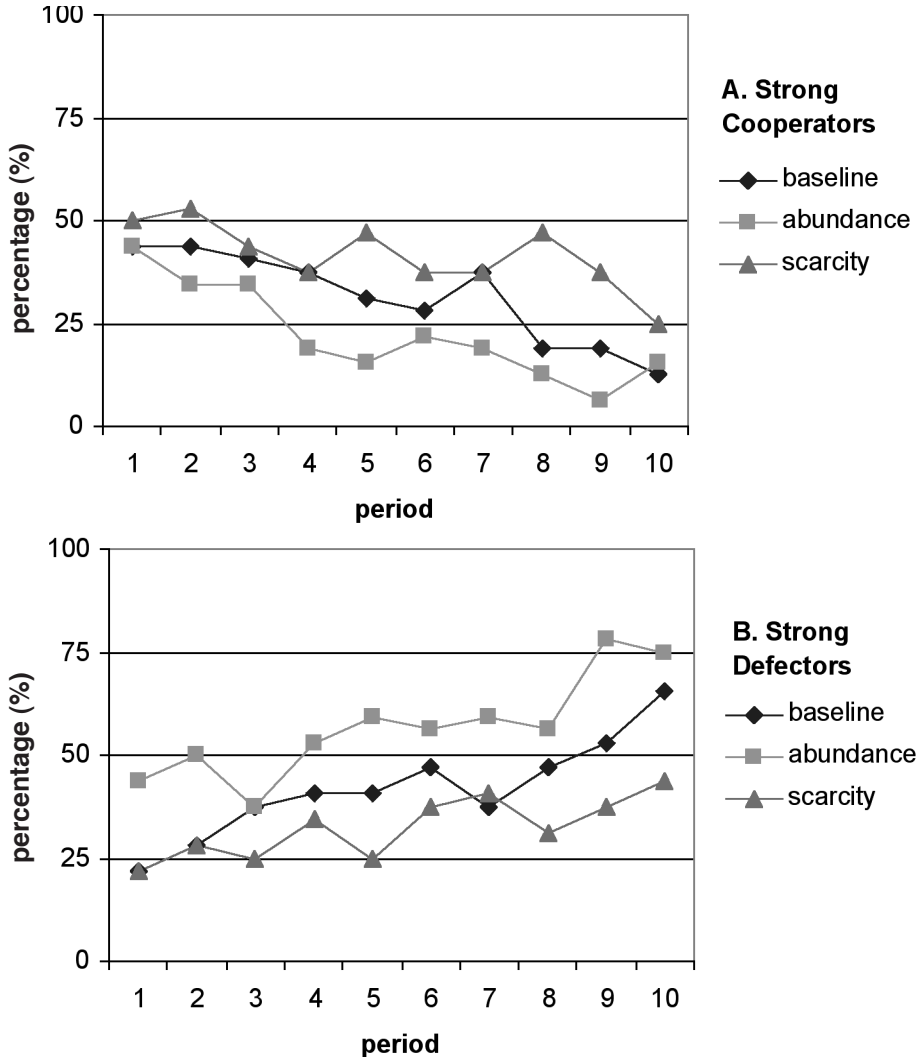 100
75
50
25
0
percentage (%)
1 2 3 4 5 6 7 8 9 10
period
A. Strong
Cooperators
baseline
abundance
scarcity
100
75
50
25
0
percentage (%)
1 2 3 4 5 6 7 8 9 10
period
B. Strong
Defectors
baseline
abundance
scarcity